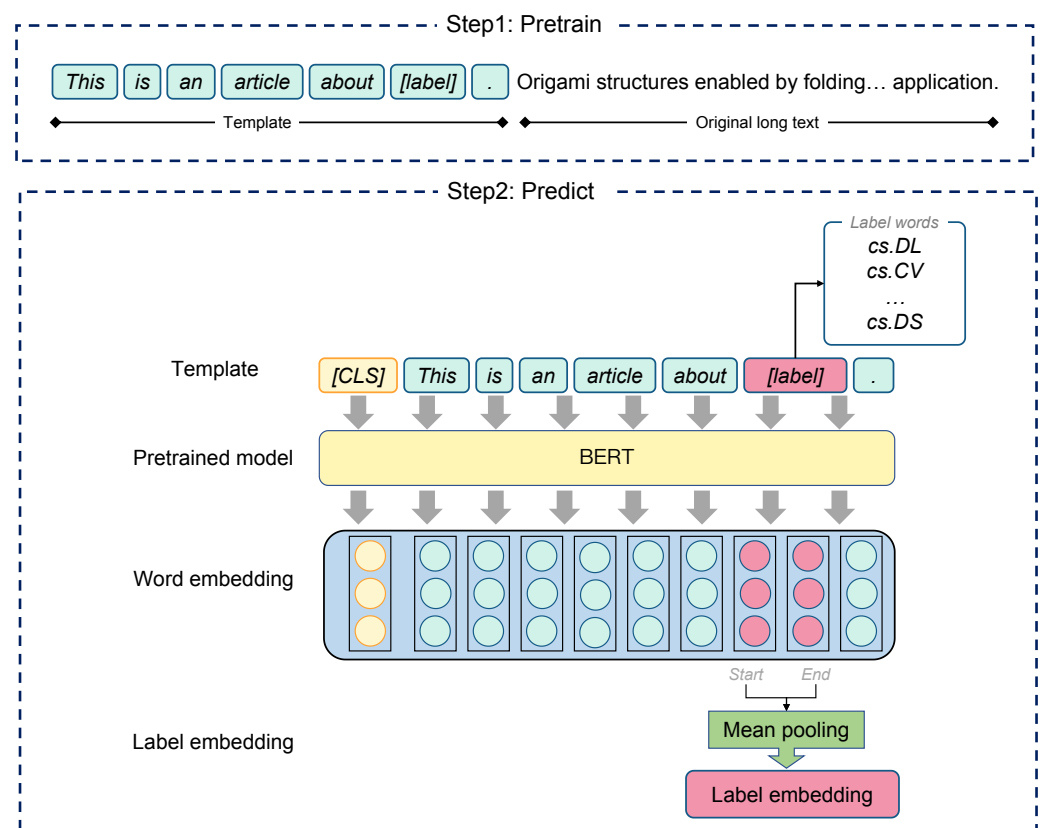 Step1: Pretrain
This is an article about [label] . Origami structures enabled by folding… application.
Template Original long text
Step2: Predict
Label words
cs.DL
cs.CV
…
cs.DS
Template [CLS] This is an article about [label] .
Pretrained model BERT
Word embedding
Start End
Label embedding Mean pooling
Label embedding